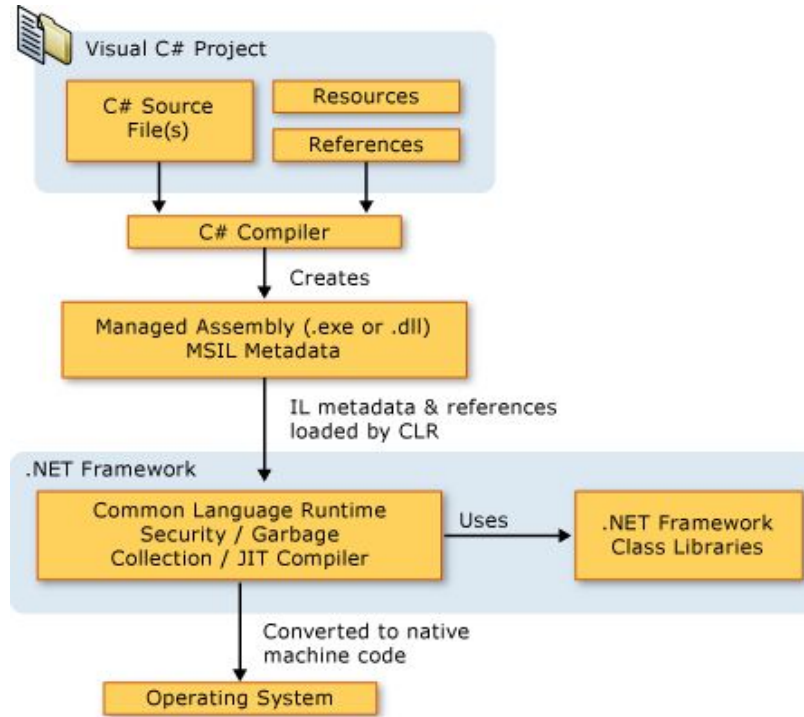 Visual C# Project
C# Source
File(s)
Resources
References
C# Compiler
Creates
Managed Assembly (.exe or .dll)
MSIL Metadata
IL metadata & references
loaded by CLR
.NET Framework
Common Language Runtime
Security / Garbage
Collection / JIT Compiler
Uses
.NET Framework
Class Libraries
Converted to native
machine code
Operating System